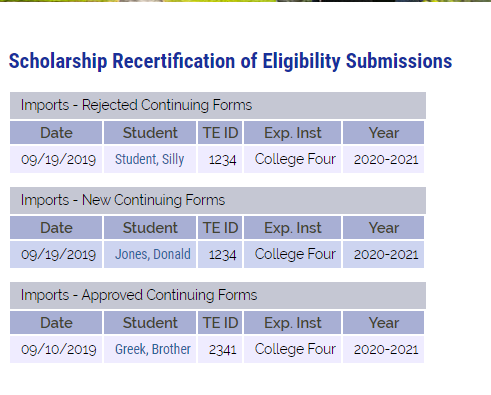 Scholarship Recertification of Eligibility Submissions
Imports - Rejected Continuing Forms
Date Student TE ID Exp. Inst Year
09/19/2019 Student, Silly 1234 College Four 2020-2021
Imports - New Continuing Forms
Date Student TE ID Exp. Inst Year
09/19/2019 Jones, Donald 1234 College Four 2020-2021
Imports - Approved Continuing Forms
Date Student TE ID Exp. Inst Year
09/10/2019 Greek, Brother 2341 College Four 2020-2021